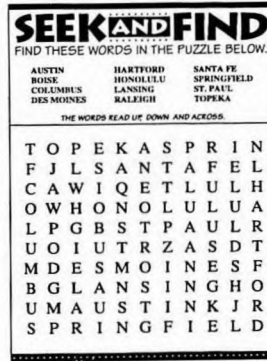 SEEK AND FIND
FIND THESE WORDS IN THE PUZZLE BELOW.
AUSTIN HARTFORD SANTA FE
BOISE HONOLULU SPRINGFIELD
COLUMBUS LANSING ST. PAUL
DES MOINES RALEIGH TOPEKA
THE WORDS READ UP, DOWN AND ACROSS.
T O P E K A S P R I N
F J L S A N T A F E L
C A W I Q E T L U L H
O W H O N O L U L U A
L P G B S T P A U L R
U O I U T R Z A S D T
M D E S M O I N E S F
B G L A N S I N G H O
U M A U S T I N K J R
S P R I N G F I E L D